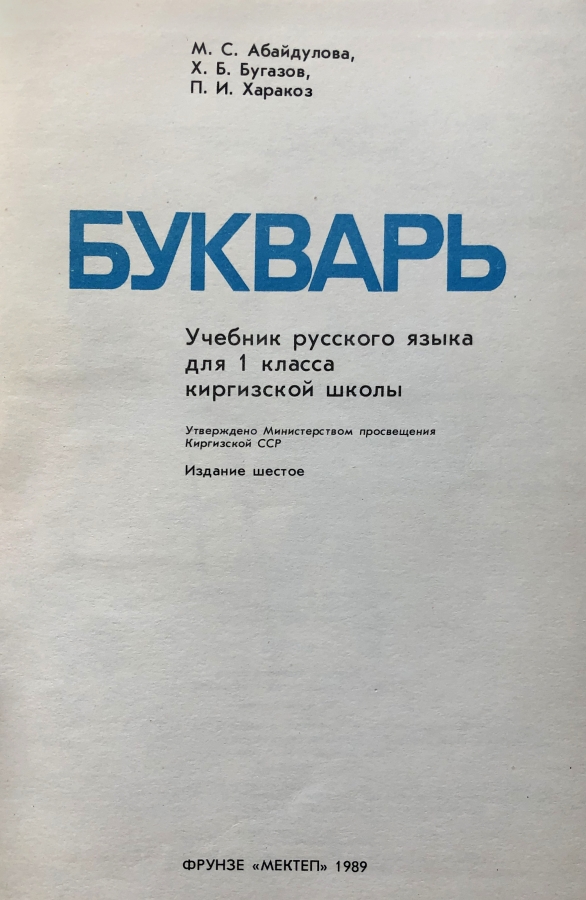 М. С. Абайдулова,
Х. Б. Бугазов,
П. И. Харакоз
БУКВАРЬ
Учебник русского языка
для 1 класса
киргизской школы
Утверждено Министерством просвещения
Киргизской ССР
Издание шестое
ФРУНЗЕ «МЕКТЕП» 1989